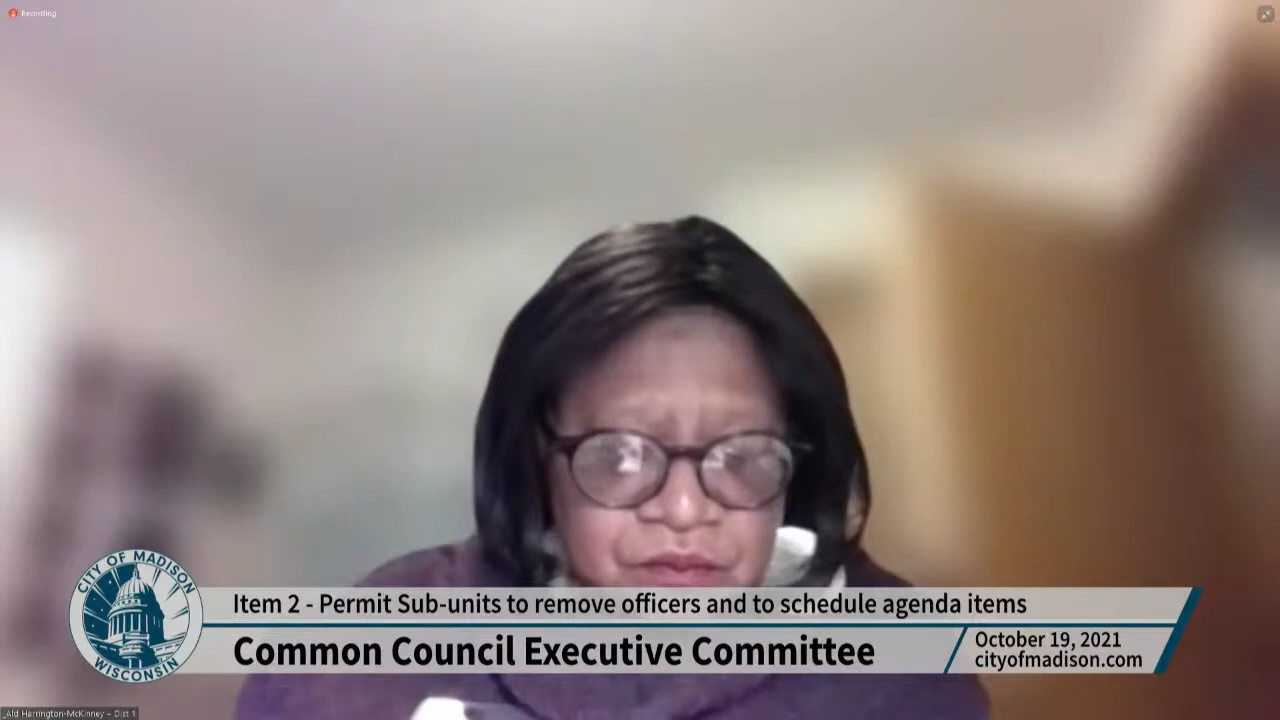 Recording
CITY OF MADISON
WISCONSIN
Item 2 - Permit Sub-units to remove officers and to schedule agenda items
Common Council Executive Committee
October 19, 2021
cityofmadison.com
_Ald Harrington-McKinney - Dist 1